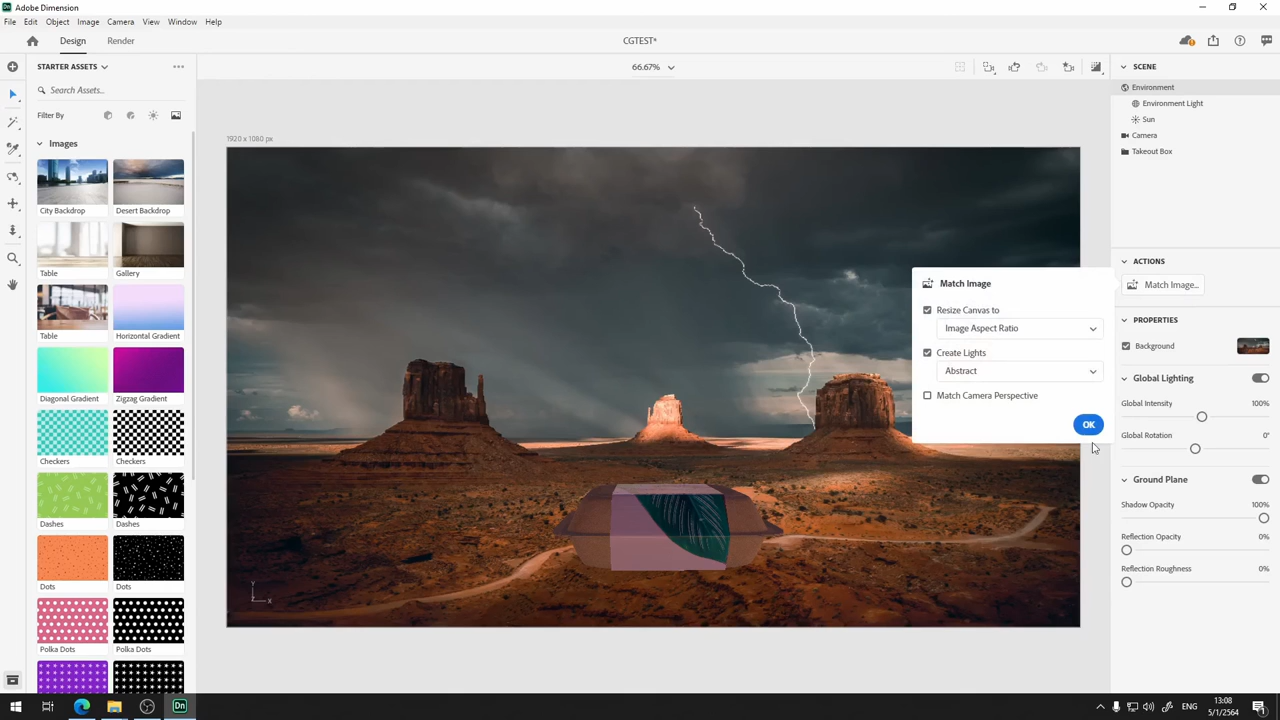 Dn Adobe Dimension
File Edit Object Image Camera View Window Help
Design Render CGTEST*
STARTER ASSETS
Search Assets...
Filter By
Images
City Backdrop Desert Backdrop
Table Gallery
Table Horizontal Gradient
Diagonal Gradient Zigzag Gradient
Checkers Checkers
Dashes Dashes
Dots Dots
Polka Dots Polka Dots
66.67%
1920 x 1080 px
Y
Z X
Match Image
Resize Canvas to
Image Aspect Ratio
Create Lights
Abstract
Match Camera Perspective
OK
SCENE
Environment
Environment Light
Sun
Camera
Takeout Box
ACTIONS
Match Image...
PROPERTIES
Background
Global Lighting
Global Intensity 100%
Global Rotation 0°
Ground Plane
Shadow Opacity 100%
Reflection Opacity 0%
Reflection Roughness 0%
Dn
ENG
13:08
5/1/2564